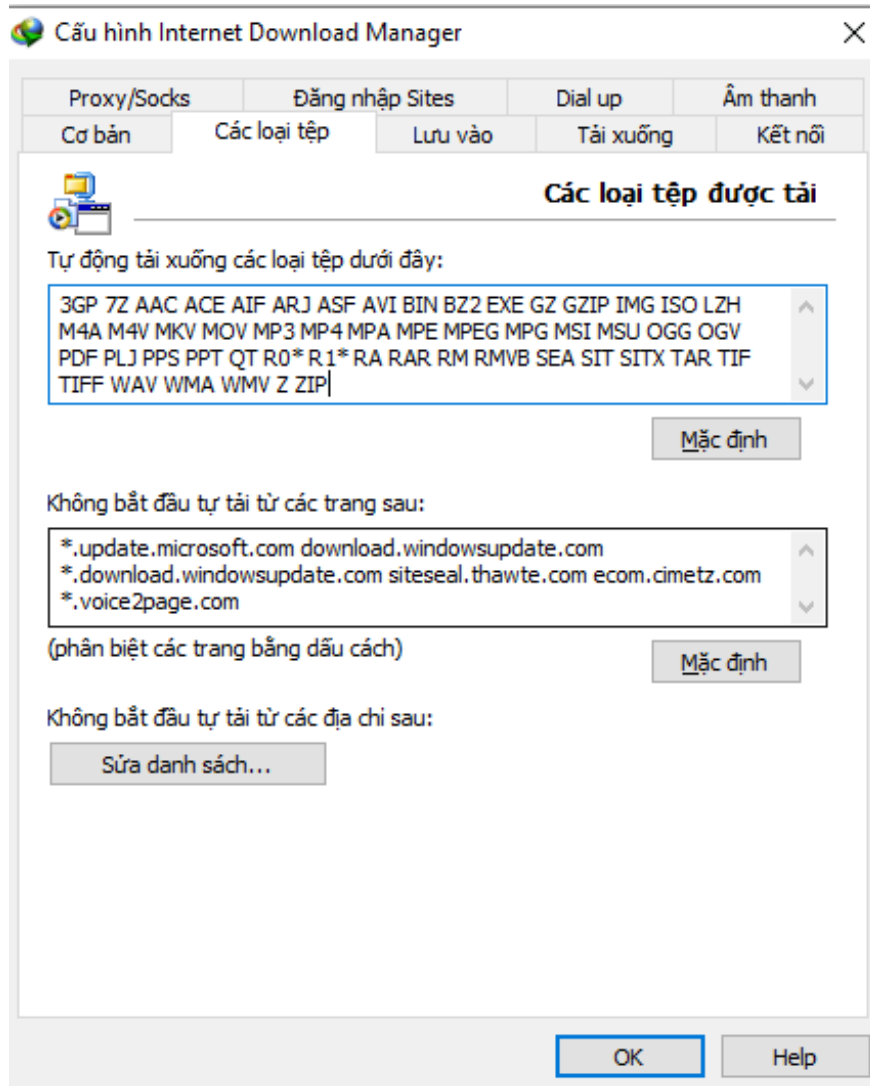 Cấu hình Internet Download Manager
Proxy/Socks Đăng nhập Sites Dial up Âm thanh
Cơ bản Các loại tệp Lưu vào Tải xuống Kết nối
Các loại tệp được tải
Tự động tải xuống các loại tệp dưới đây:
3GP 7Z AAC ACE AIF ARJ ASF AVI BIN BZ2 EXE GZ GZIP IMG ISO LZH
M4A M4V MKV MOV MP3 MP4 MPA MPE MPEG MPG MSI MSU OGG OGV
PDF PLJ PPS PPT QT R0* R1* RA RAR RM RMVB SEA SIT SITX TAR TIF
TIFF WAV WMA WMV Z ZIP
Mặc định
Không bắt đầu tự tải từ các trang sau:
*.update.microsoft.com download.windowsupdate.com
*.download.windowsupdate.com siteseal.thawte.com ecom.cimetz.com
*.voice2page.com
(phân biệt các trang bằng dấu cách)
Mặc định
Không bắt đầu tự tải từ các địa chỉ sau:
Sửa danh sách...
OK Help